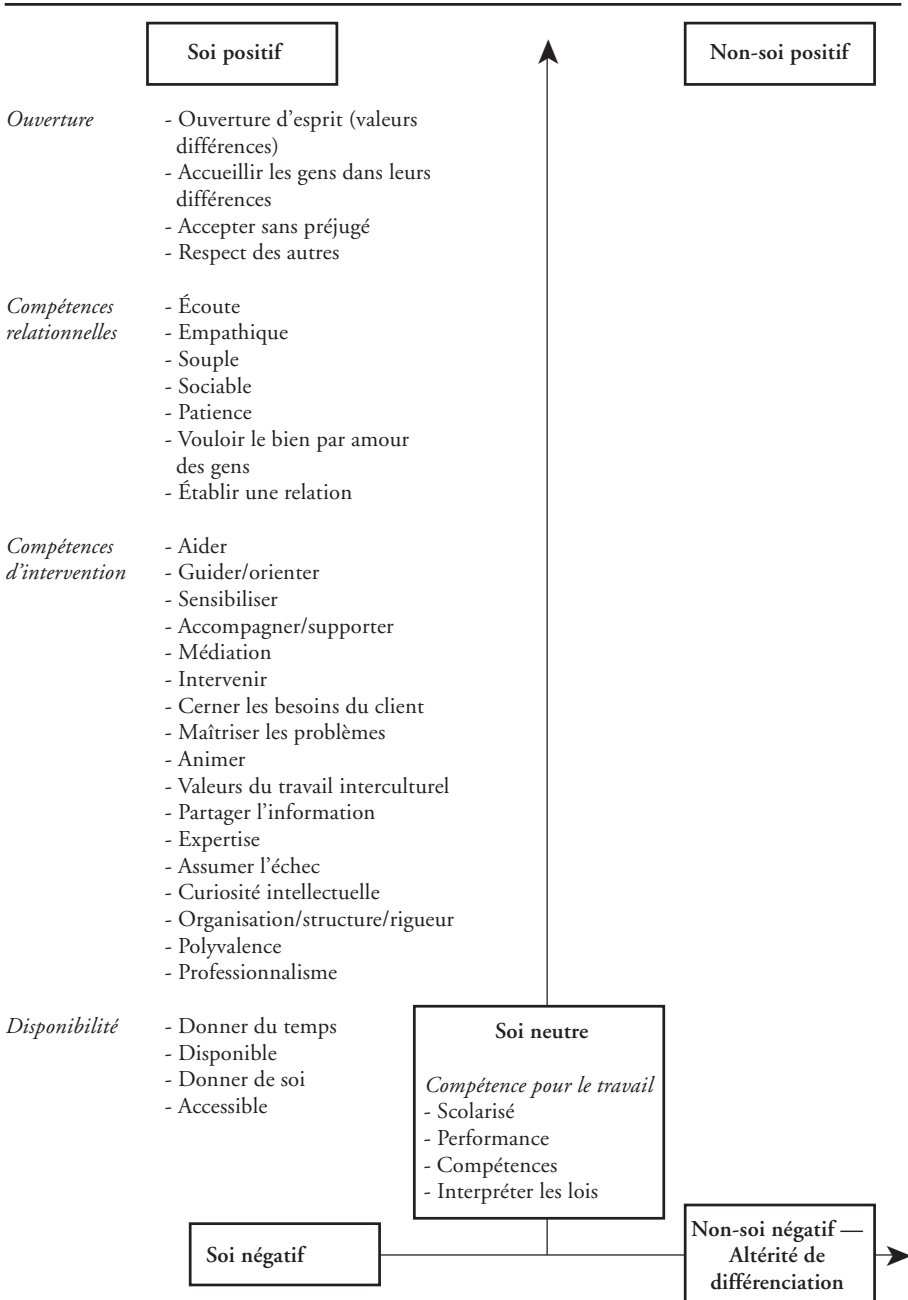 Soi positif
Non-soi positif
Ouverture
- Ouverture d'esprit (valeurs
différences)
- Accueillir les gens dans leurs
différences
- Accepter sans préjugé
- Respect des autres
Compétences
relationnelles
- Écoute
- Empathique
- Souple
- Sociable
- Patience
- Vouloir le bien par amour
des gens
- Établir une relation
Compétences
d'intervention
- Aider
- Guider/orienter
- Sensibiliser
- Accompagner/supporter
- Médiation
- Intervenir
- Cerner les besoins du client
- Maîtriser les problèmes
- Animer
- Valeurs du travail interculturel
- Partager l'information
- Expertise
- Assumer l'échec
- Curiosité intellectuelle
- Organisation/structure/rigueur
- Polyvalence
- Professionnalisme
Disponibilité
- Donner du temps
- Disponible
- Donner de soi
- Accessible
Soi neutre
Compétence pour le travail
- Scolarisé
- Performance
- Compétences
- Interpréter les lois
Soi négatif
Non-soi négatif —
Altérité de
différenciation